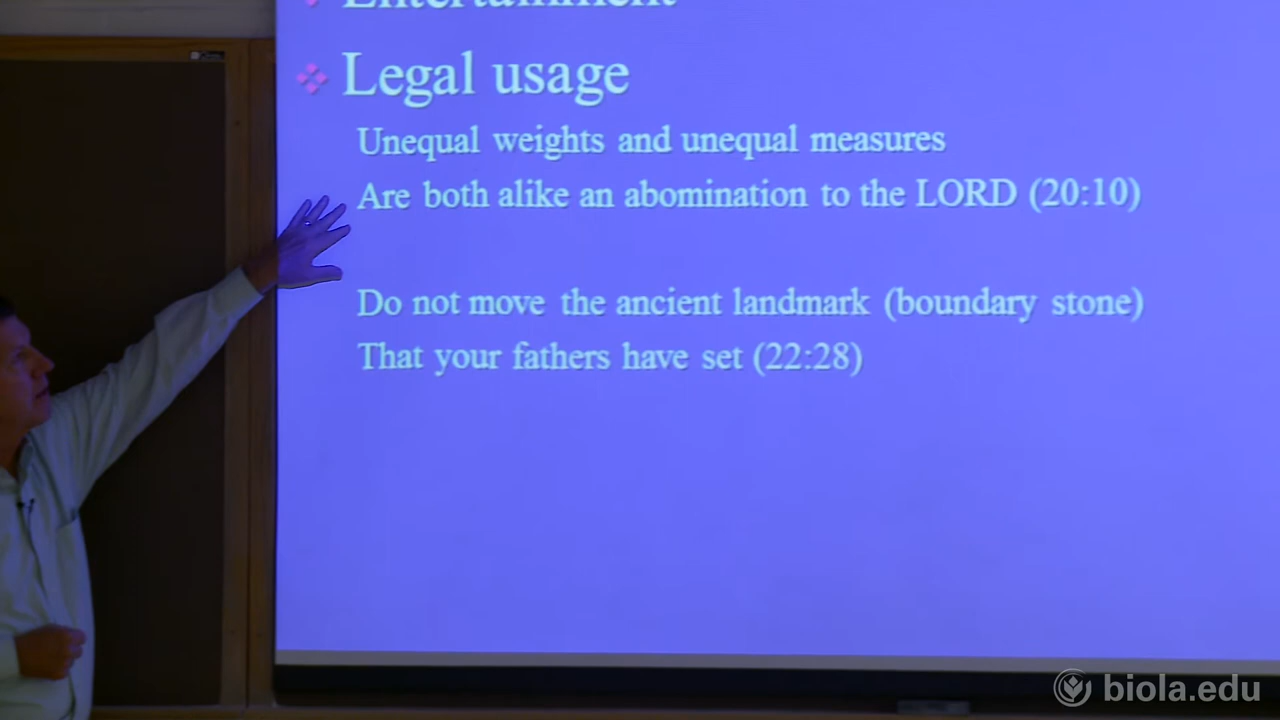 Entertainment
Legal usage
Unequal weights and unequal measures
Are both alike an abomination to the LORD (20:10)
Do not move the ancient landmark (boundary stone)
That your fathers have set (22:28)
biola.edu